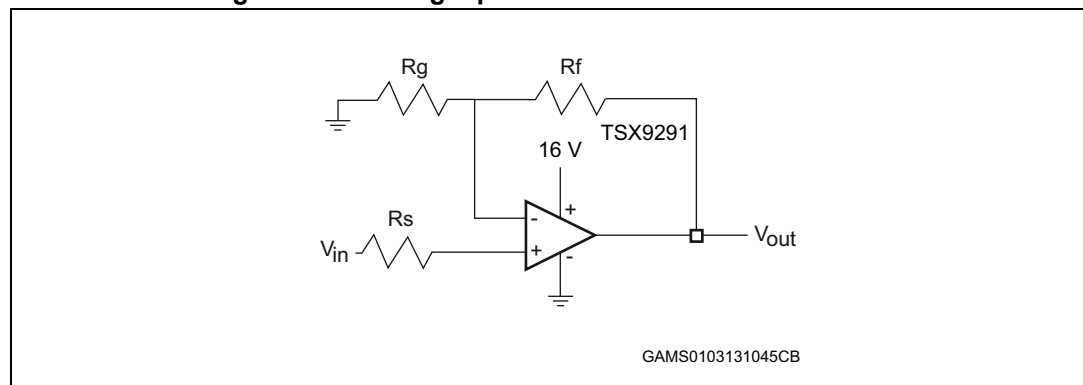 Rg
Rf
TSX9291
16 V
+
Rs
-
Vin
+
-
Vout
GAMS0103131045CB